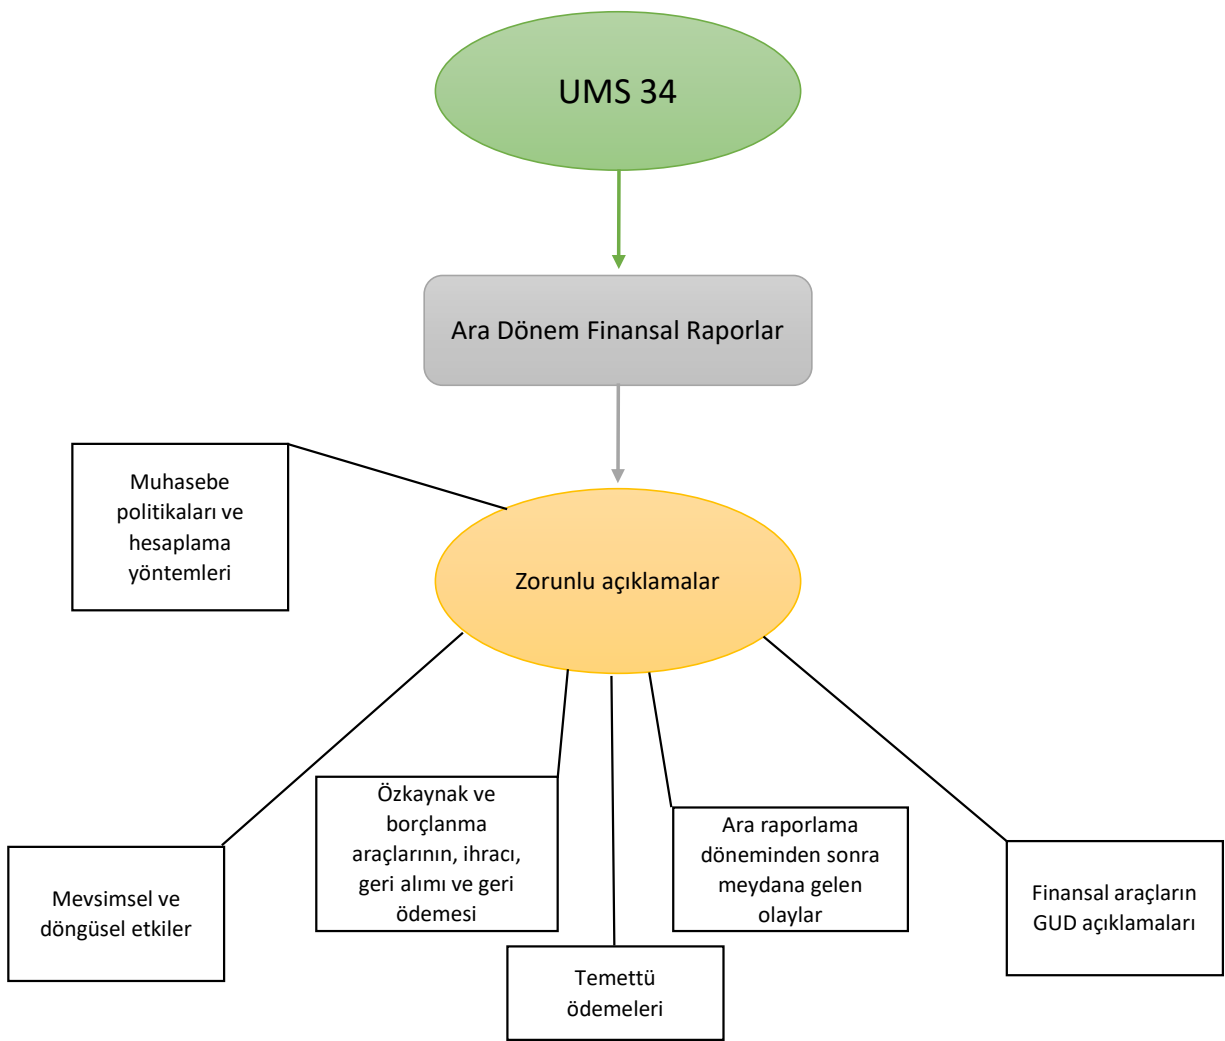 UMS 34
Ara Dönem Finansal Raporlar
Muhasebe
politikaları ve
hesaplama
yöntemleri
Zorunlu açıklamalar
Mevsimsel ve
döngüsel etkiler
Özkaynak ve
borçlanma
araçlarının, ihracı,
geri alımı ve geri
ödemesi
Temettü
ödemeleri
Ara raporlama
döneminden sonra
meydana gelen
olaylar
Finansal araçların
GUD açıklamaları